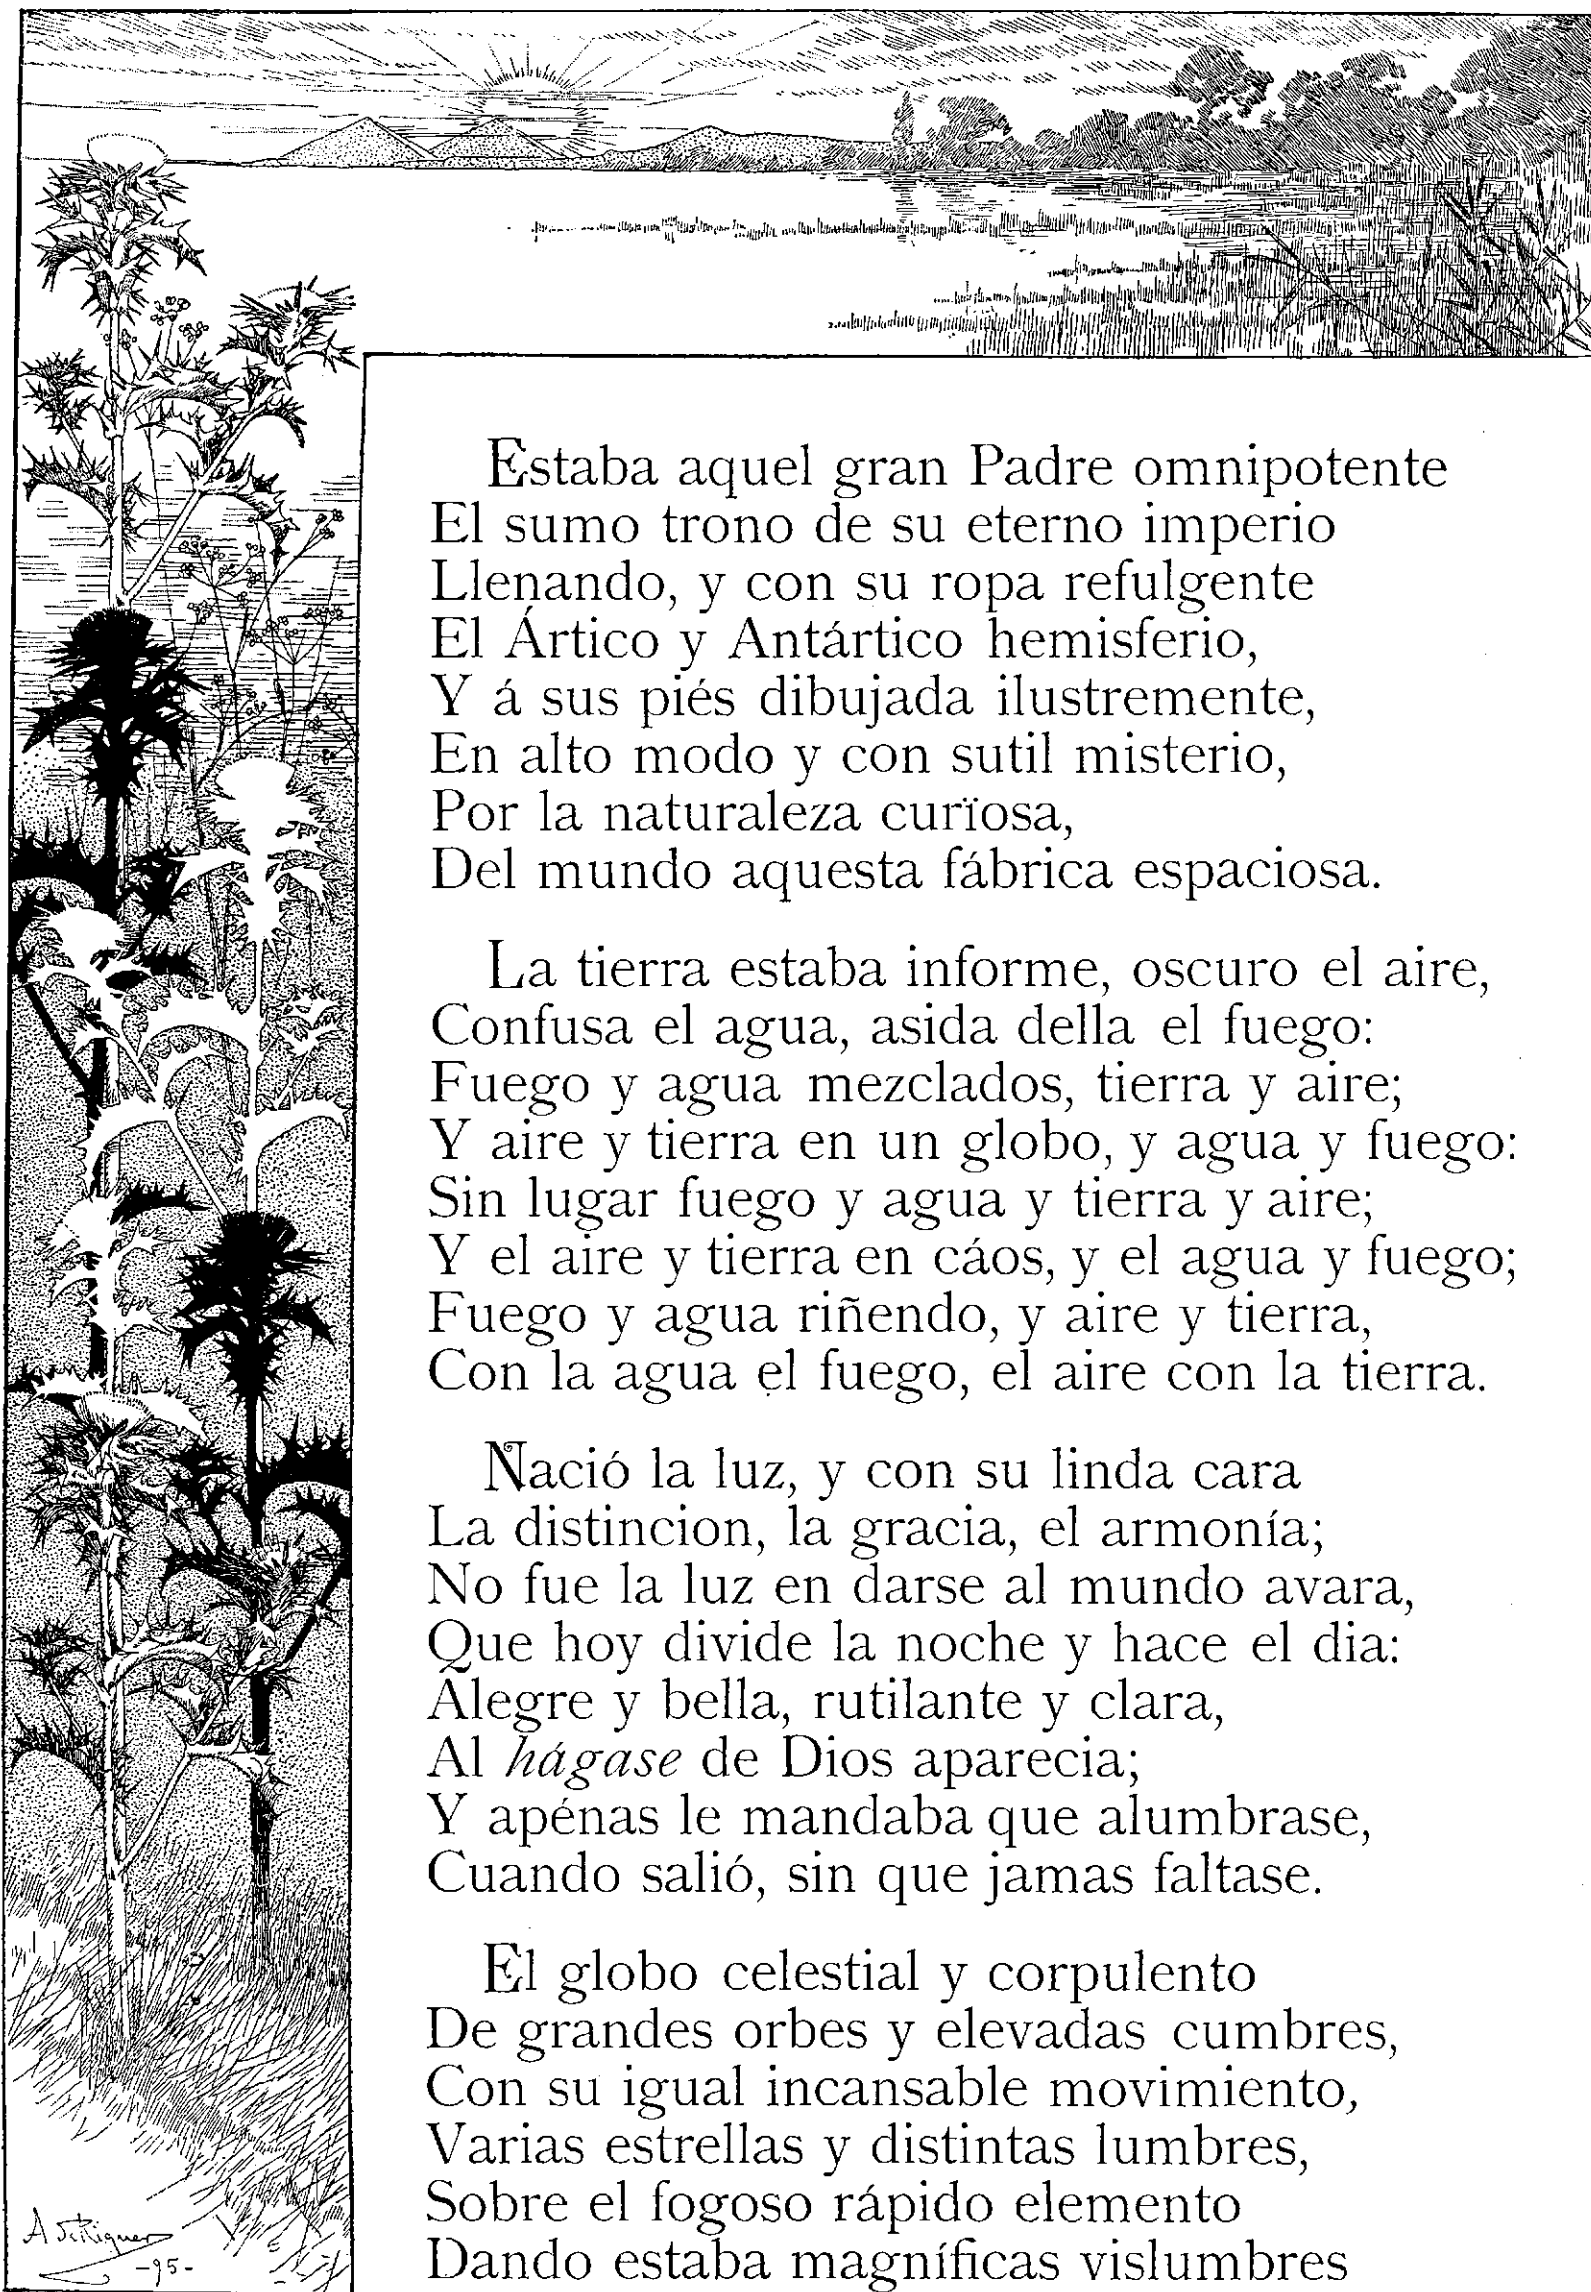 Estaba aquel gran Padre omnipotente
El sumo trono de su eterno imperio
Llenando, y con su ropa refulgente
El Ártico y Antártico hemisferio,
Y á sus piés dibujada ilustremente,
En alto modo y con sutil misterio,
Por la naturaleza curïosa,
Del mundo aquesta fábrica espaciosa.
La tierra estaba informe, oscuro el aire,
Confusa el agua, asida della el fuego:
Fuego y agua mezclados, tierra y aire;
Y aire y tierra en un globo, y agua y fuego:
Sin lugar fuego y agua y tierra y aire;
Y el aire y tierra en cáos, y el agua y fuego;
Fuego y agua riñendo, y aire y tierra,
Con la agua el fuego, el aire con la tierra.
Nació la luz, y con su linda cara
La distincion, la gracia, el armonía;
No fue la luz en darse al mundo avara,
Que hoy divide la noche y hace el dia:
Alegre y bella, rutilante y clara,
Al hágase de Dios aparecia;
Y apénas le mandaba que alumbrase,
Cuando salió, sin que jamas faltase.
El globo celestial y corpulento
De grandes orbes y elevadas cumbres,
Con su igual incansable movimiento,
Varias estrellas y distintas lumbres,
Sobre el fogoso rápido elemento
Dando estaba magníficas vislumbres
A de Riquer
-95-